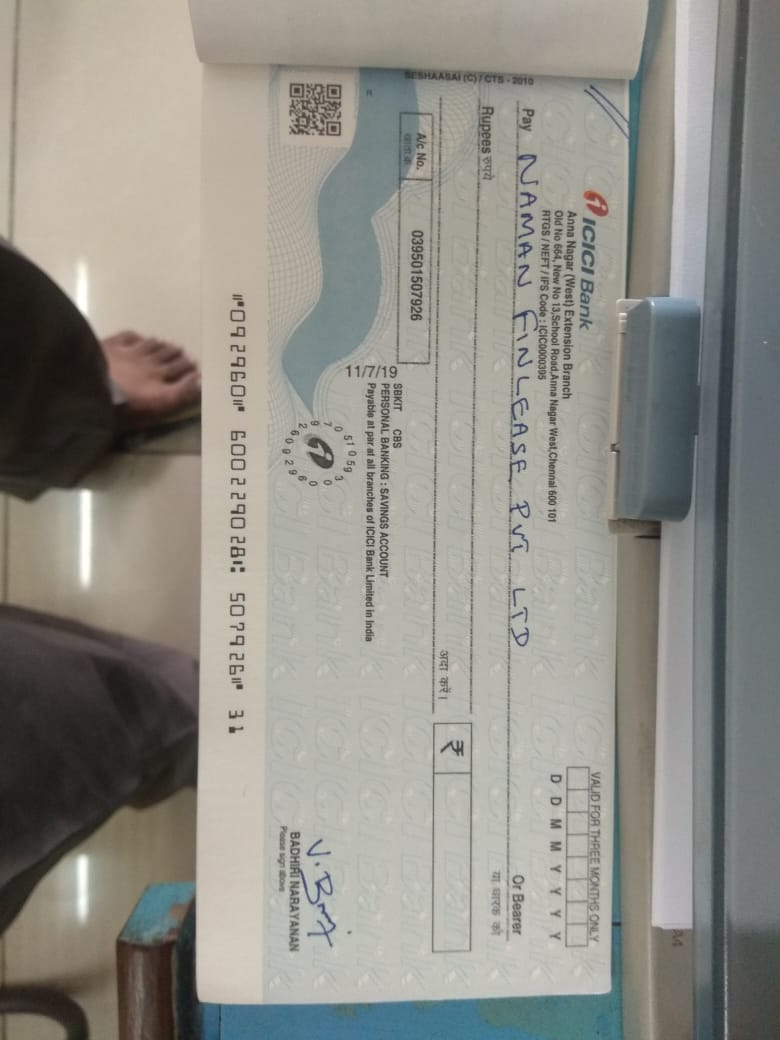 ICICI Bank
Anna Nagar (West) Extension Branch
Old No 664, New No 13,School Road,Anna Nagar West,Chennai 600 101
RTGS / NEFT / IFS Code : ICIC0000395
VALID FOR THREE MONTHS ONLY
D D M M Y Y Y Y
Pay NAMAN FINLEASE PVT LTD
Or Bearer
या धारक को
Rupees रुपये
अदा करें।
₹
A/c No.
खाता क्र
039501507926
SESHAASAI (C) / CTS - 2010
11/7/19
SBKIT CBS
PERSONAL BANKING : SAVINGS ACCOUNT
Payable at par at all branches of ICICI Bank Limited in India
BADHIRI NARAYANAN
Please sign above
⑈092960⑈ 600229028⑆ 507926⑈ 31
A4